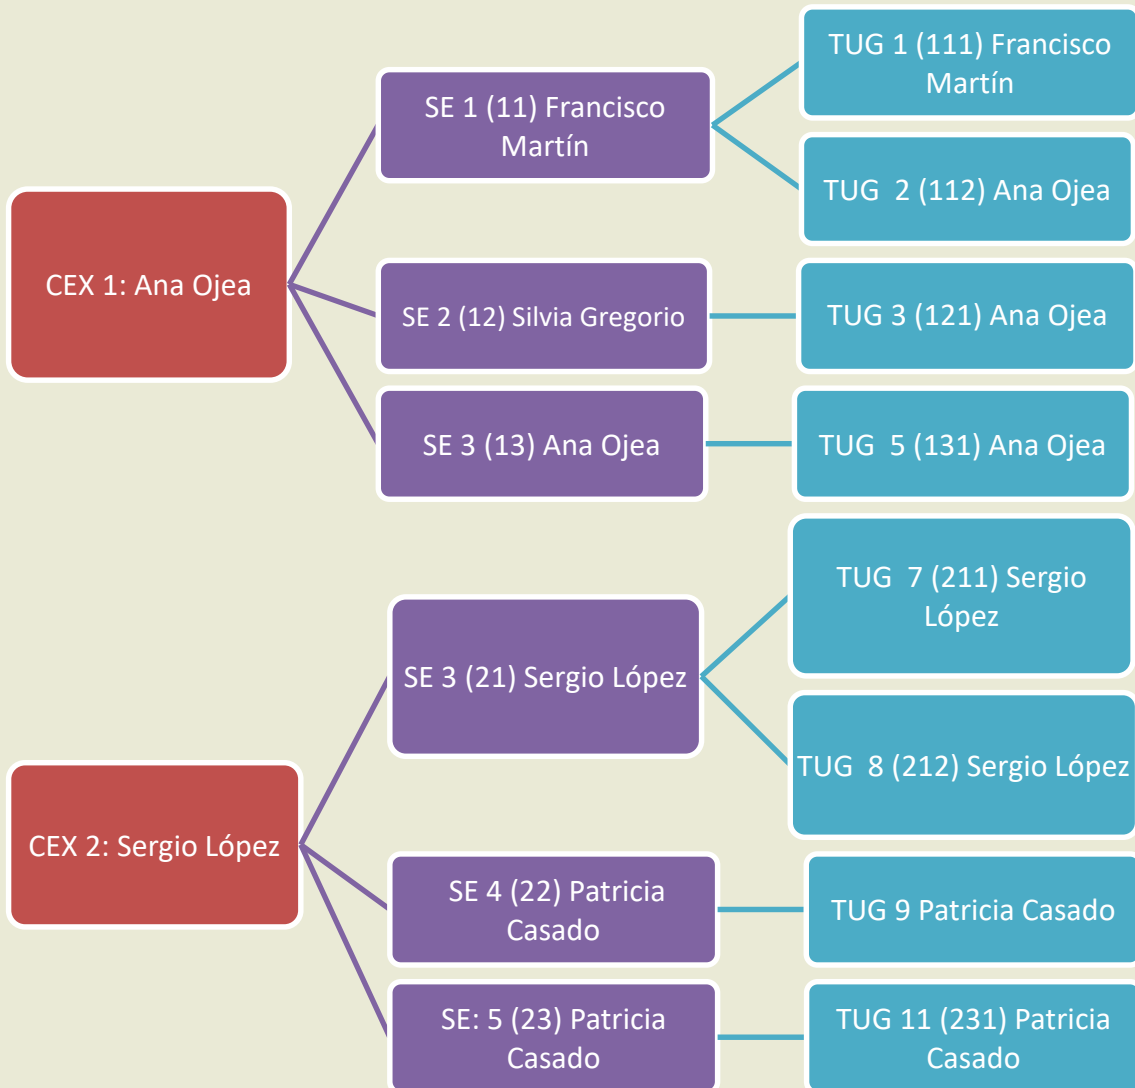 CEX 1: Ana Ojea
SE 1 (11) Francisco
Martín
TUG 1 (111) Francisco
Martín
TUG  2 (112) Ana Ojea
SE 2 (12) Silvia Gregorio
TUG 3 (121) Ana Ojea
SE 3 (13) Ana Ojea
TUG  5 (131) Ana Ojea
CEX 2: Sergio López
SE 3 (21) Sergio López
TUG  7 (211) Sergio
López
TUG  8 (212) Sergio López
SE 4 (22) Patricia
Casado
TUG 9 Patricia Casado
SE: 5 (23) Patricia
Casado
TUG 11 (231) Patricia
Casado